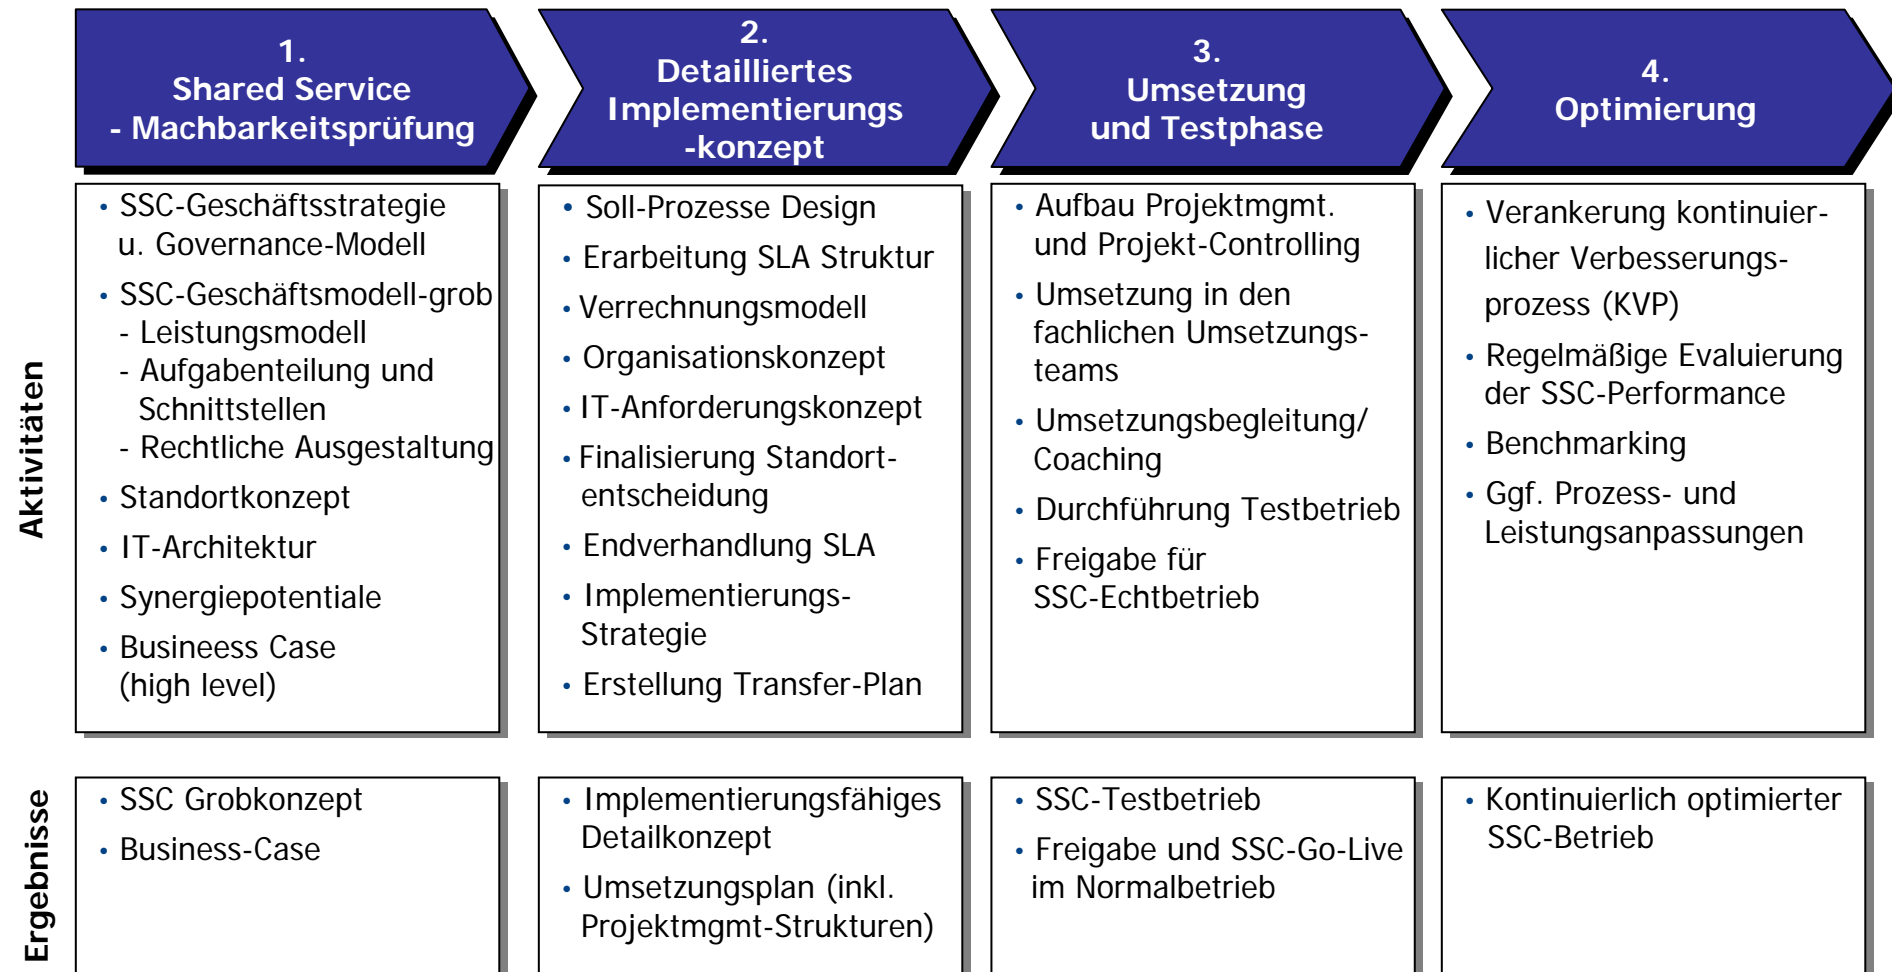 1.
Shared Service
- Machbarkeitsprüfung
2.
Detailliertes
Implementierungs
-konzept
3.
Umsetzung
und Testphase
4.
Optimierung
Aktivitäten
• SSC-Geschäftsstrategie
u. Governance-Modell
• SSC-Geschäftsmodell-grob
- Leistungsmodell
- Aufgabenteilung und
Schnittstellen
- Rechtliche Ausgestaltung
• Standortkonzept
• IT-Architektur
• Synergiepotentiale
• Busineess Case
(high level)
• Soll-Prozesse Design
• Erarbeitung SLA Struktur
• Verrechnungsmodell
• Organisationskonzept
• IT-Anforderungskonzept
• Finalisierung Standort-
entscheidung
• Endverhandlung SLA
• Implementierungs-
Strategie
• Erstellung Transfer-Plan
• Aufbau Projektmgmt.
und Projekt-Controlling
• Umsetzung in den
fachlichen Umsetzungs-
teams
• Umsetzungsbegleitung/
Coaching
• Durchführung Testbetrieb
• Freigabe für
SSC-Echtbetrieb
• Verankerung kontinuier-
licher Verbesserungs-
prozess (KVP)
• Regelmäßige Evaluierung
der SSC-Performance
• Benchmarking
• Ggf. Prozess- und
Leistungsanpassungen
Ergebnisse
• SSC Grobkonzept
• Business-Case
• Implementierungsfähiges
Detailkonzept
• Umsetzungsplan (inkl.
Projektmgmt-Strukturen)
• SSC-Testbetrieb
• Freigabe und SSC-Go-Live
im Normalbetrieb
• Kontinuierlich optimierter
SSC-Betrieb